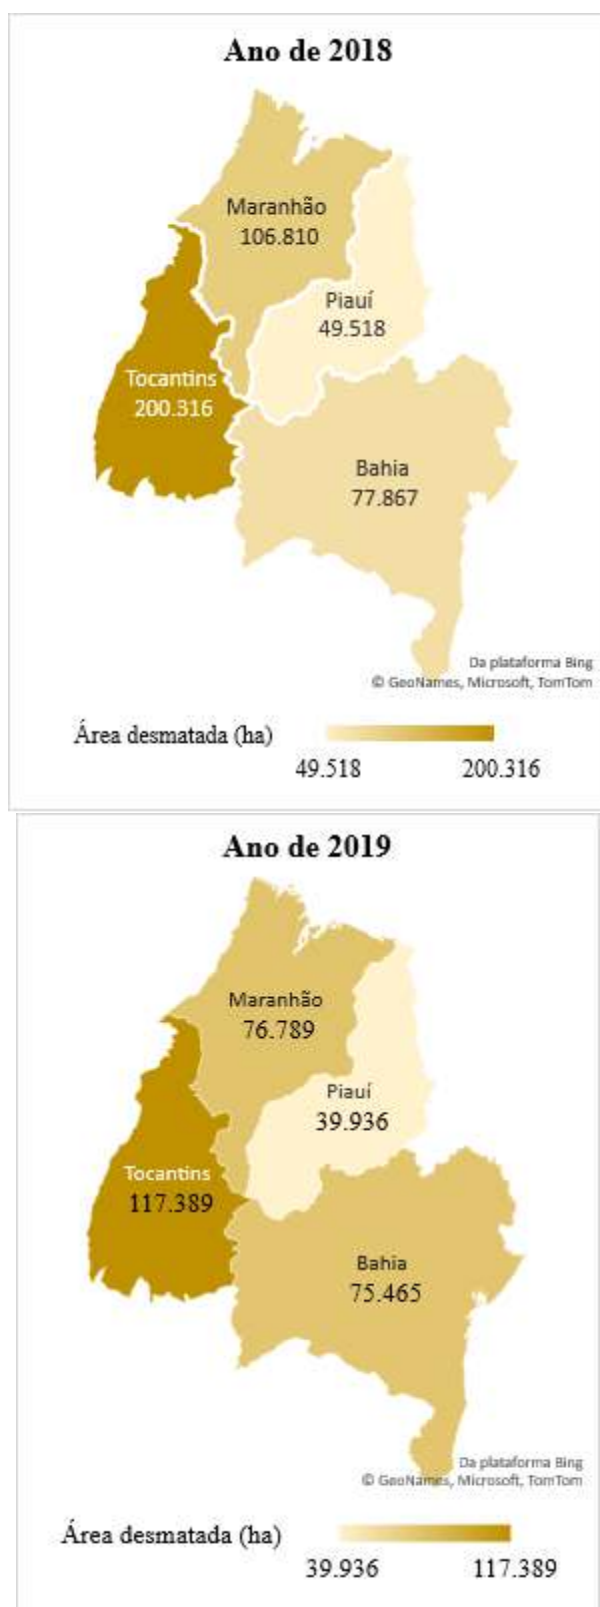 Ano de 2018
Maranhão
106.810
Piauí
49.518
Tocantins
200.316
Bahia
77.867
Da plataforma Bing
© GeoNames, Microsoft, TomTom
Área desmatada (ha)
49.518 200.316
Ano de 2019
Maranhão
76.789
Piauí
39.936
Tocantins
117.389
Bahia
75.465
Da plataforma Bing
© GeoNames, Microsoft, TomTom
Área desmatada (ha)
39.936 117.389